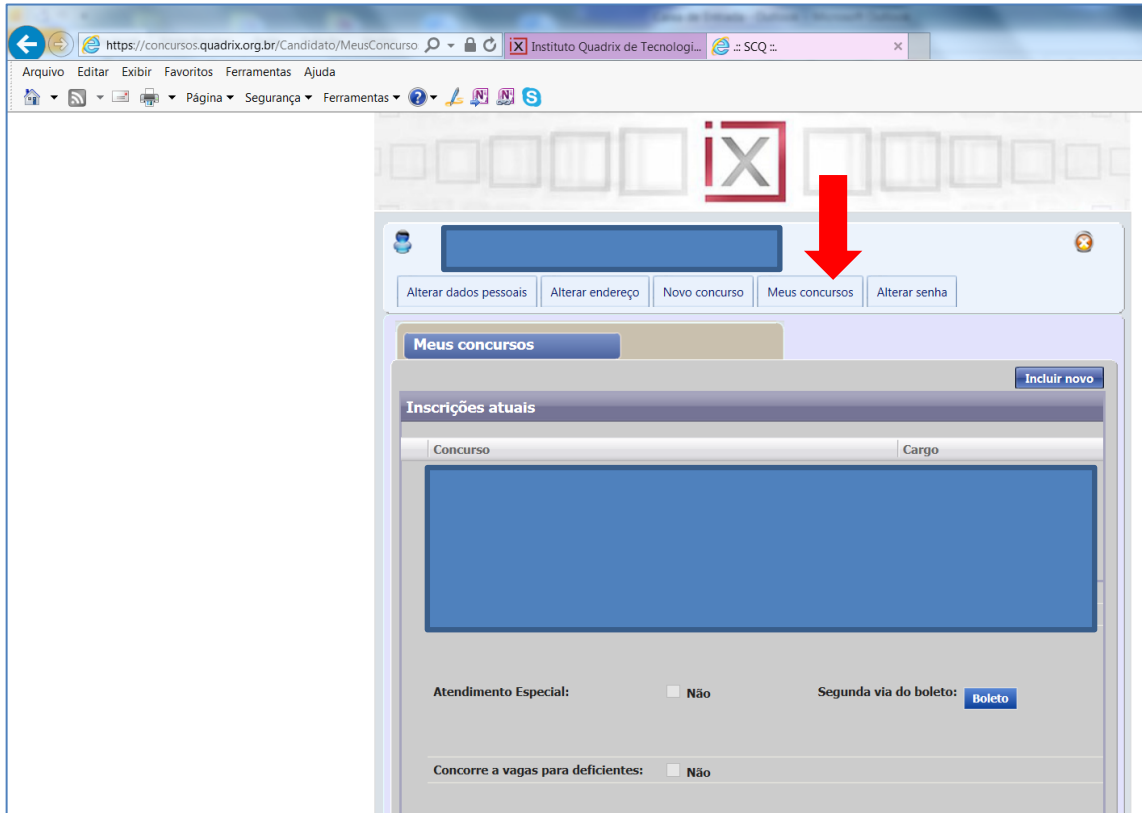 https://concursos.quadrix.org.br/Candidato/MeusConcurso
iX Instituto Quadrix de Tecnologi...
.:: SCQ ::.
Arquivo Editar Exibir Favoritos Ferramentas Ajuda
Página Segurança Ferramentas
iX
Alterar dados pessoais Alterar endereço Novo concurso Meus concursos Alterar senha
Meus concursos
Incluir novo
Inscrições atuais
Concurso Cargo
Atendimento Especial: Não Segunda via do boleto: Boleto
Concorre a vagas para deficientes: Não